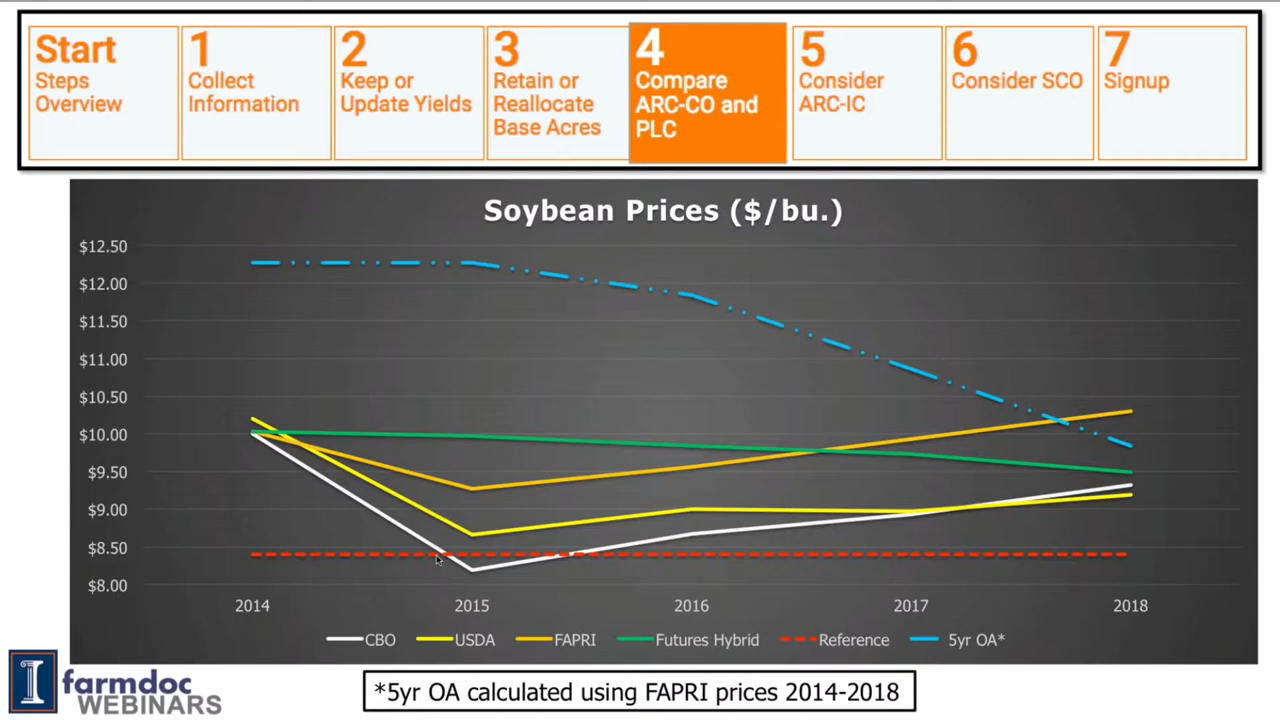 Start
Steps
Overview
1
Collect
Information
2
Keep or
Update Yields
3
Retain or
Reallocate
Base Acres
4
Compare
ARC-CO and
PLC
5
Consider
ARC-IC
6
Consider SCO
7
Signup
Soybean Prices ($/bu.)
$12.50
$12.00
$11.50
$11.00
$10.50
$10.00
$9.50
$9.00
$8.50
$8.00
2014 2015 2016 2017 2018
CBO USDA FAPRI Futures Hybrid Reference 5yr OA*
I
farmdoc
WEBINARS
*5yr OA calculated using FAPRI prices 2014-2018